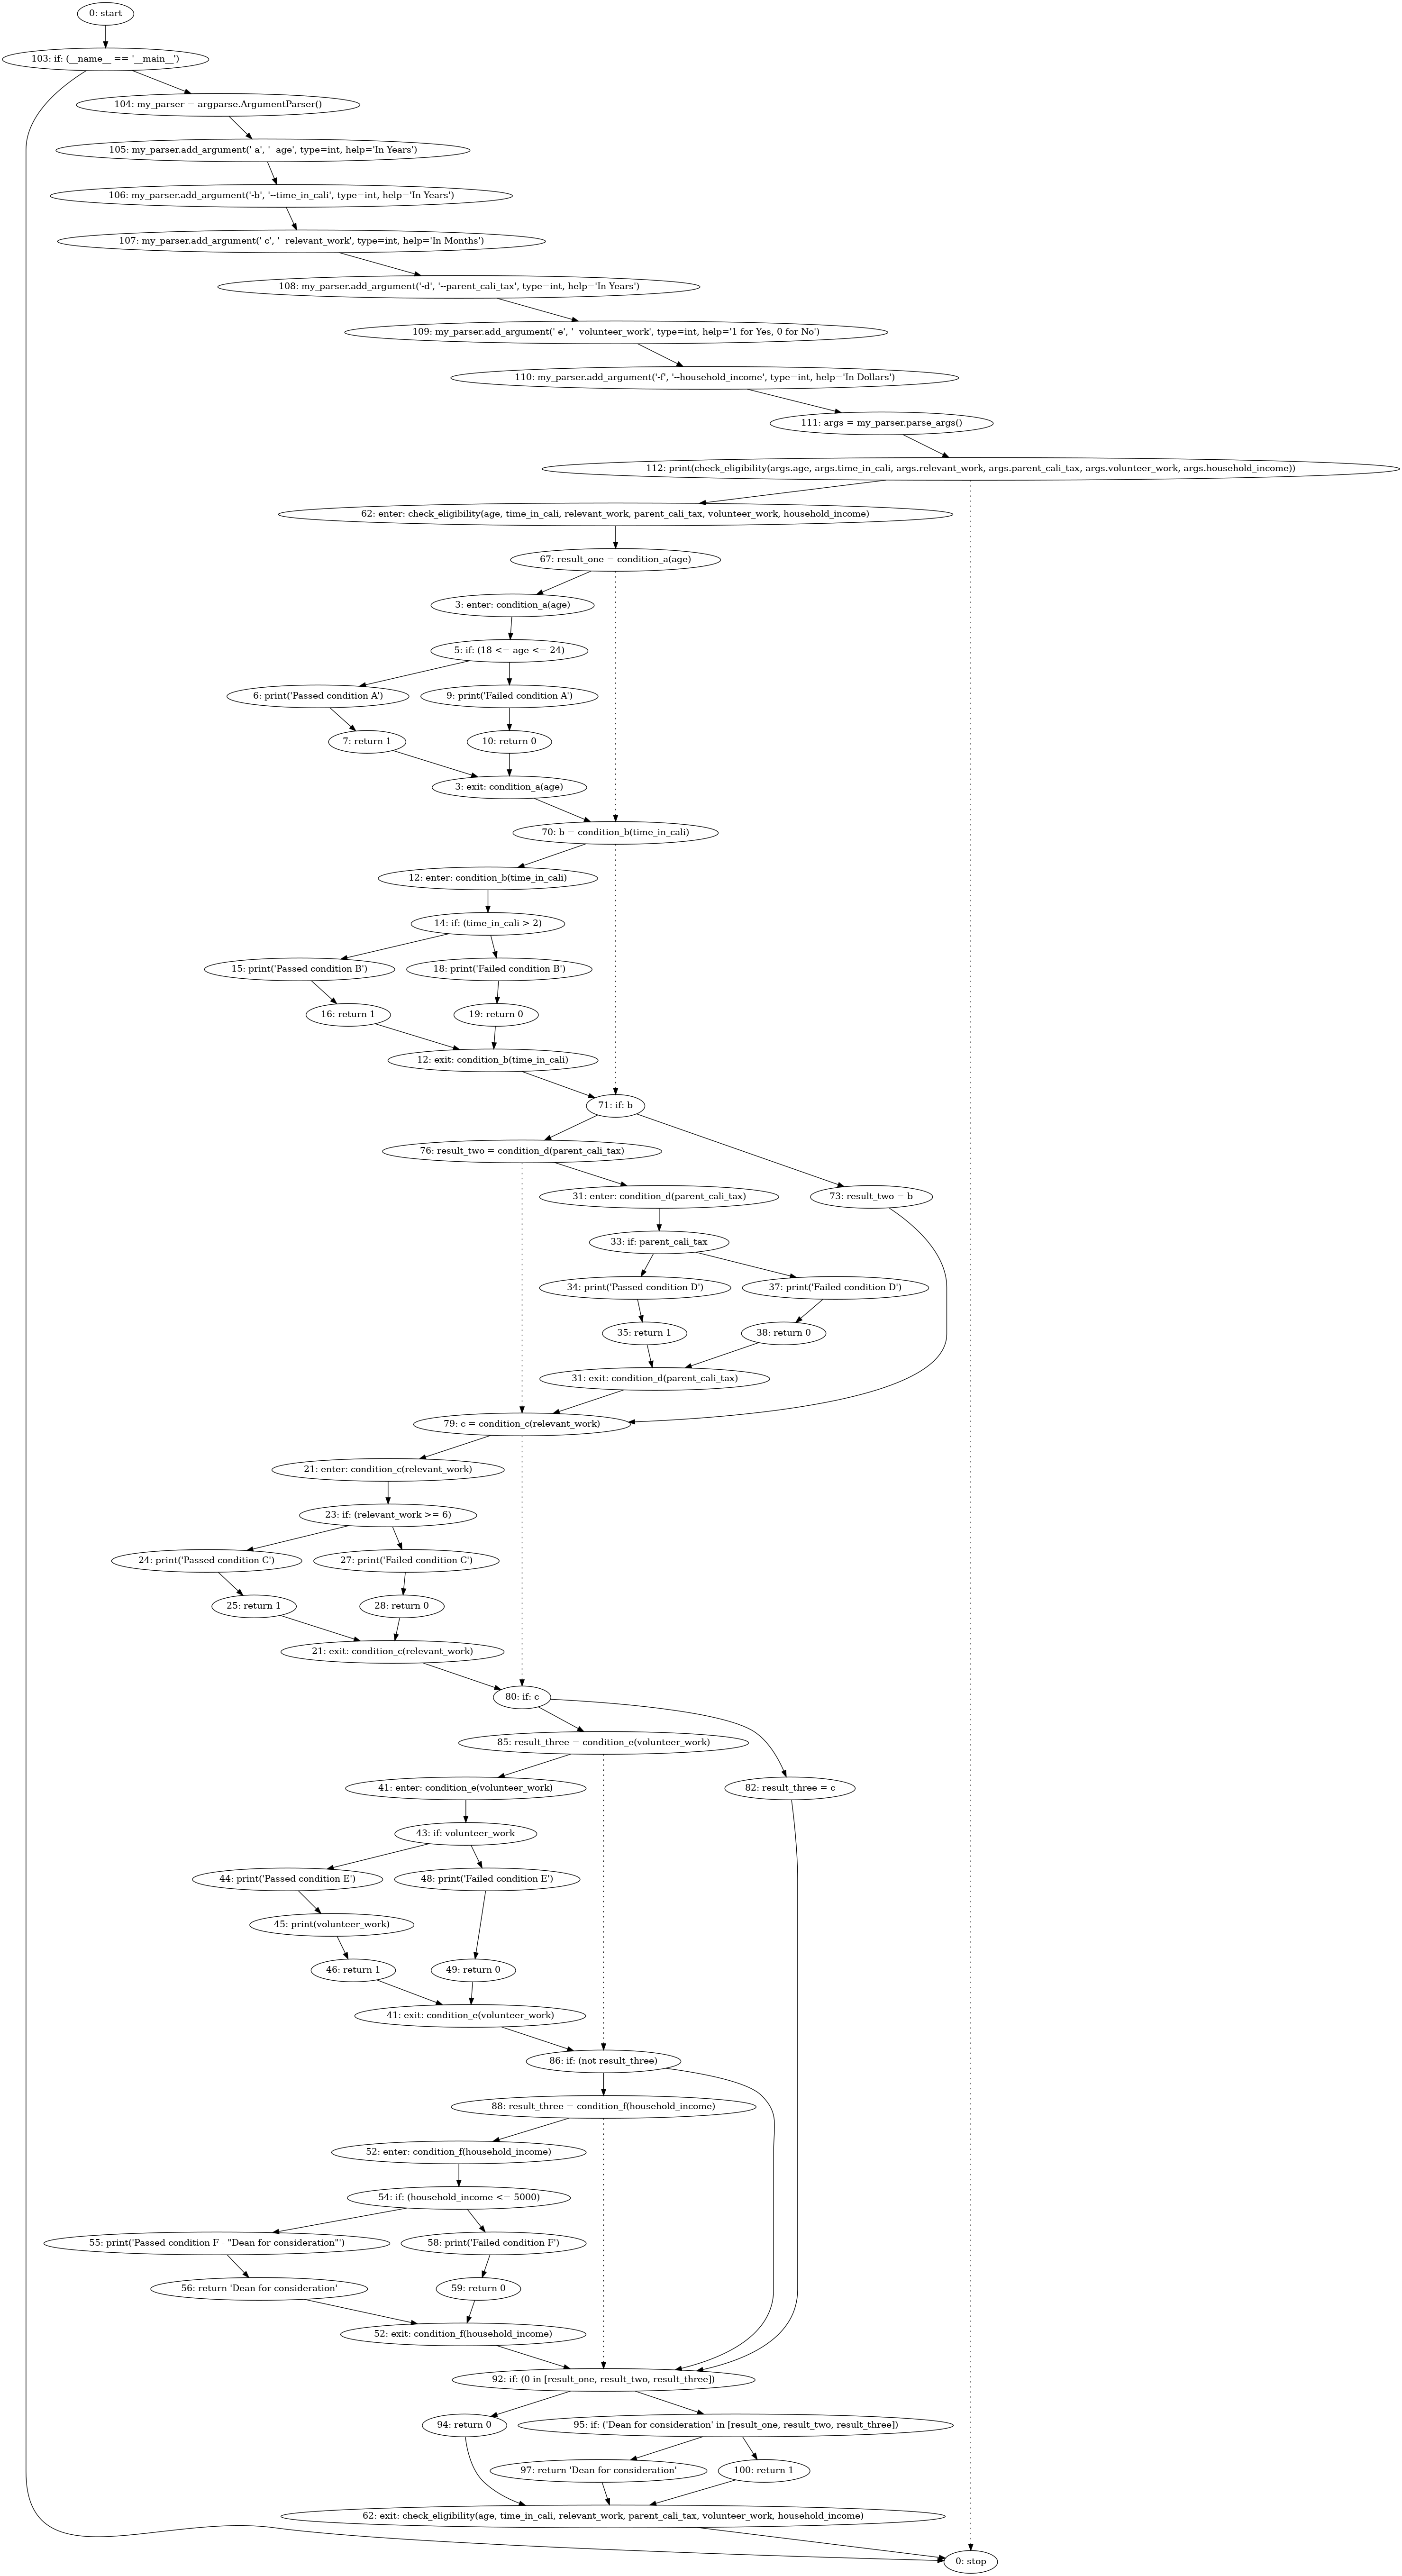 0: start
103: if: (__name__ == '__main__')
104: my_parser = argparse.ArgumentParser()
105: my_parser.add_argument('-a', '--age', type=int, help='In Years')
106: my_parser.add_argument('-b', '--time_in_cali', type=int, help='In Years')
107: my_parser.add_argument('-c', '--relevant_work', type=int, help='In Months')
108: my_parser.add_argument('-d', '--parent_cali_tax', type=int, help='In Years')
109: my_parser.add_argument('-e', '--volunteer_work', type=int, help='1 for Yes, 0 for No')
110: my_parser.add_argument('-f', '--household_income', type=int, help='In Dollars')
111: args = my_parser.parse_args()
112: print(check_eligibility(args.age, args.time_in_cali, args.relevant_work, args.parent_cali_tax, args.volunteer_work, args.household_income))
62: enter: check_eligibility(age, time_in_cali, relevant_work, parent_cali_tax, volunteer_work, household_income)
67: result_one = condition_a(age)
3: enter: condition_a(age)
5: if: (18 <= age <= 24)
6: print('Passed condition A')
9: print('Failed condition A')
7: return 1
10: return 0
3: exit: condition_a(age)
70: b = condition_b(time_in_cali)
12: enter: condition_b(time_in_cali)
14: if: (time_in_cali > 2)
15: print('Passed condition B')
18: print('Failed condition B')
16: return 1
19: return 0
12: exit: condition_b(time_in_cali)
71: if: b
76: result_two = condition_d(parent_cali_tax)
31: enter: condition_d(parent_cali_tax)
73: result_two = b
33: if: parent_cali_tax
34: print('Passed condition D')
37: print('Failed condition D')
35: return 1
38: return 0
31: exit: condition_d(parent_cali_tax)
79: c = condition_c(relevant_work)
21: enter: condition_c(relevant_work)
23: if: (relevant_work >= 6)
24: print('Passed condition C')
27: print('Failed condition C')
25: return 1
28: return 0
21: exit: condition_c(relevant_work)
80: if: c
85: result_three = condition_e(volunteer_work)
41: enter: condition_e(volunteer_work)
82: result_three = c
43: if: volunteer_work
44: print('Passed condition E')
48: print('Failed condition E')
45: print(volunteer_work)
46: return 1
49: return 0
41: exit: condition_e(volunteer_work)
86: if: (not result_three)
88: result_three = condition_f(household_income)
52: enter: condition_f(household_income)
54: if: (household_income <= 5000)
55: print('Passed condition F - "Dean for consideration"')
58: print('Failed condition F')
56: return 'Dean for consideration'
59: return 0
52: exit: condition_f(household_income)
92: if: (0 in [result_one, result_two, result_three])
94: return 0
95: if: ('Dean for consideration' in [result_one, result_two, result_three])
97: return 'Dean for consideration'
100: return 1
62: exit: check_eligibility(age, time_in_cali, relevant_work, parent_cali_tax, volunteer_work, household_income)
0: stop